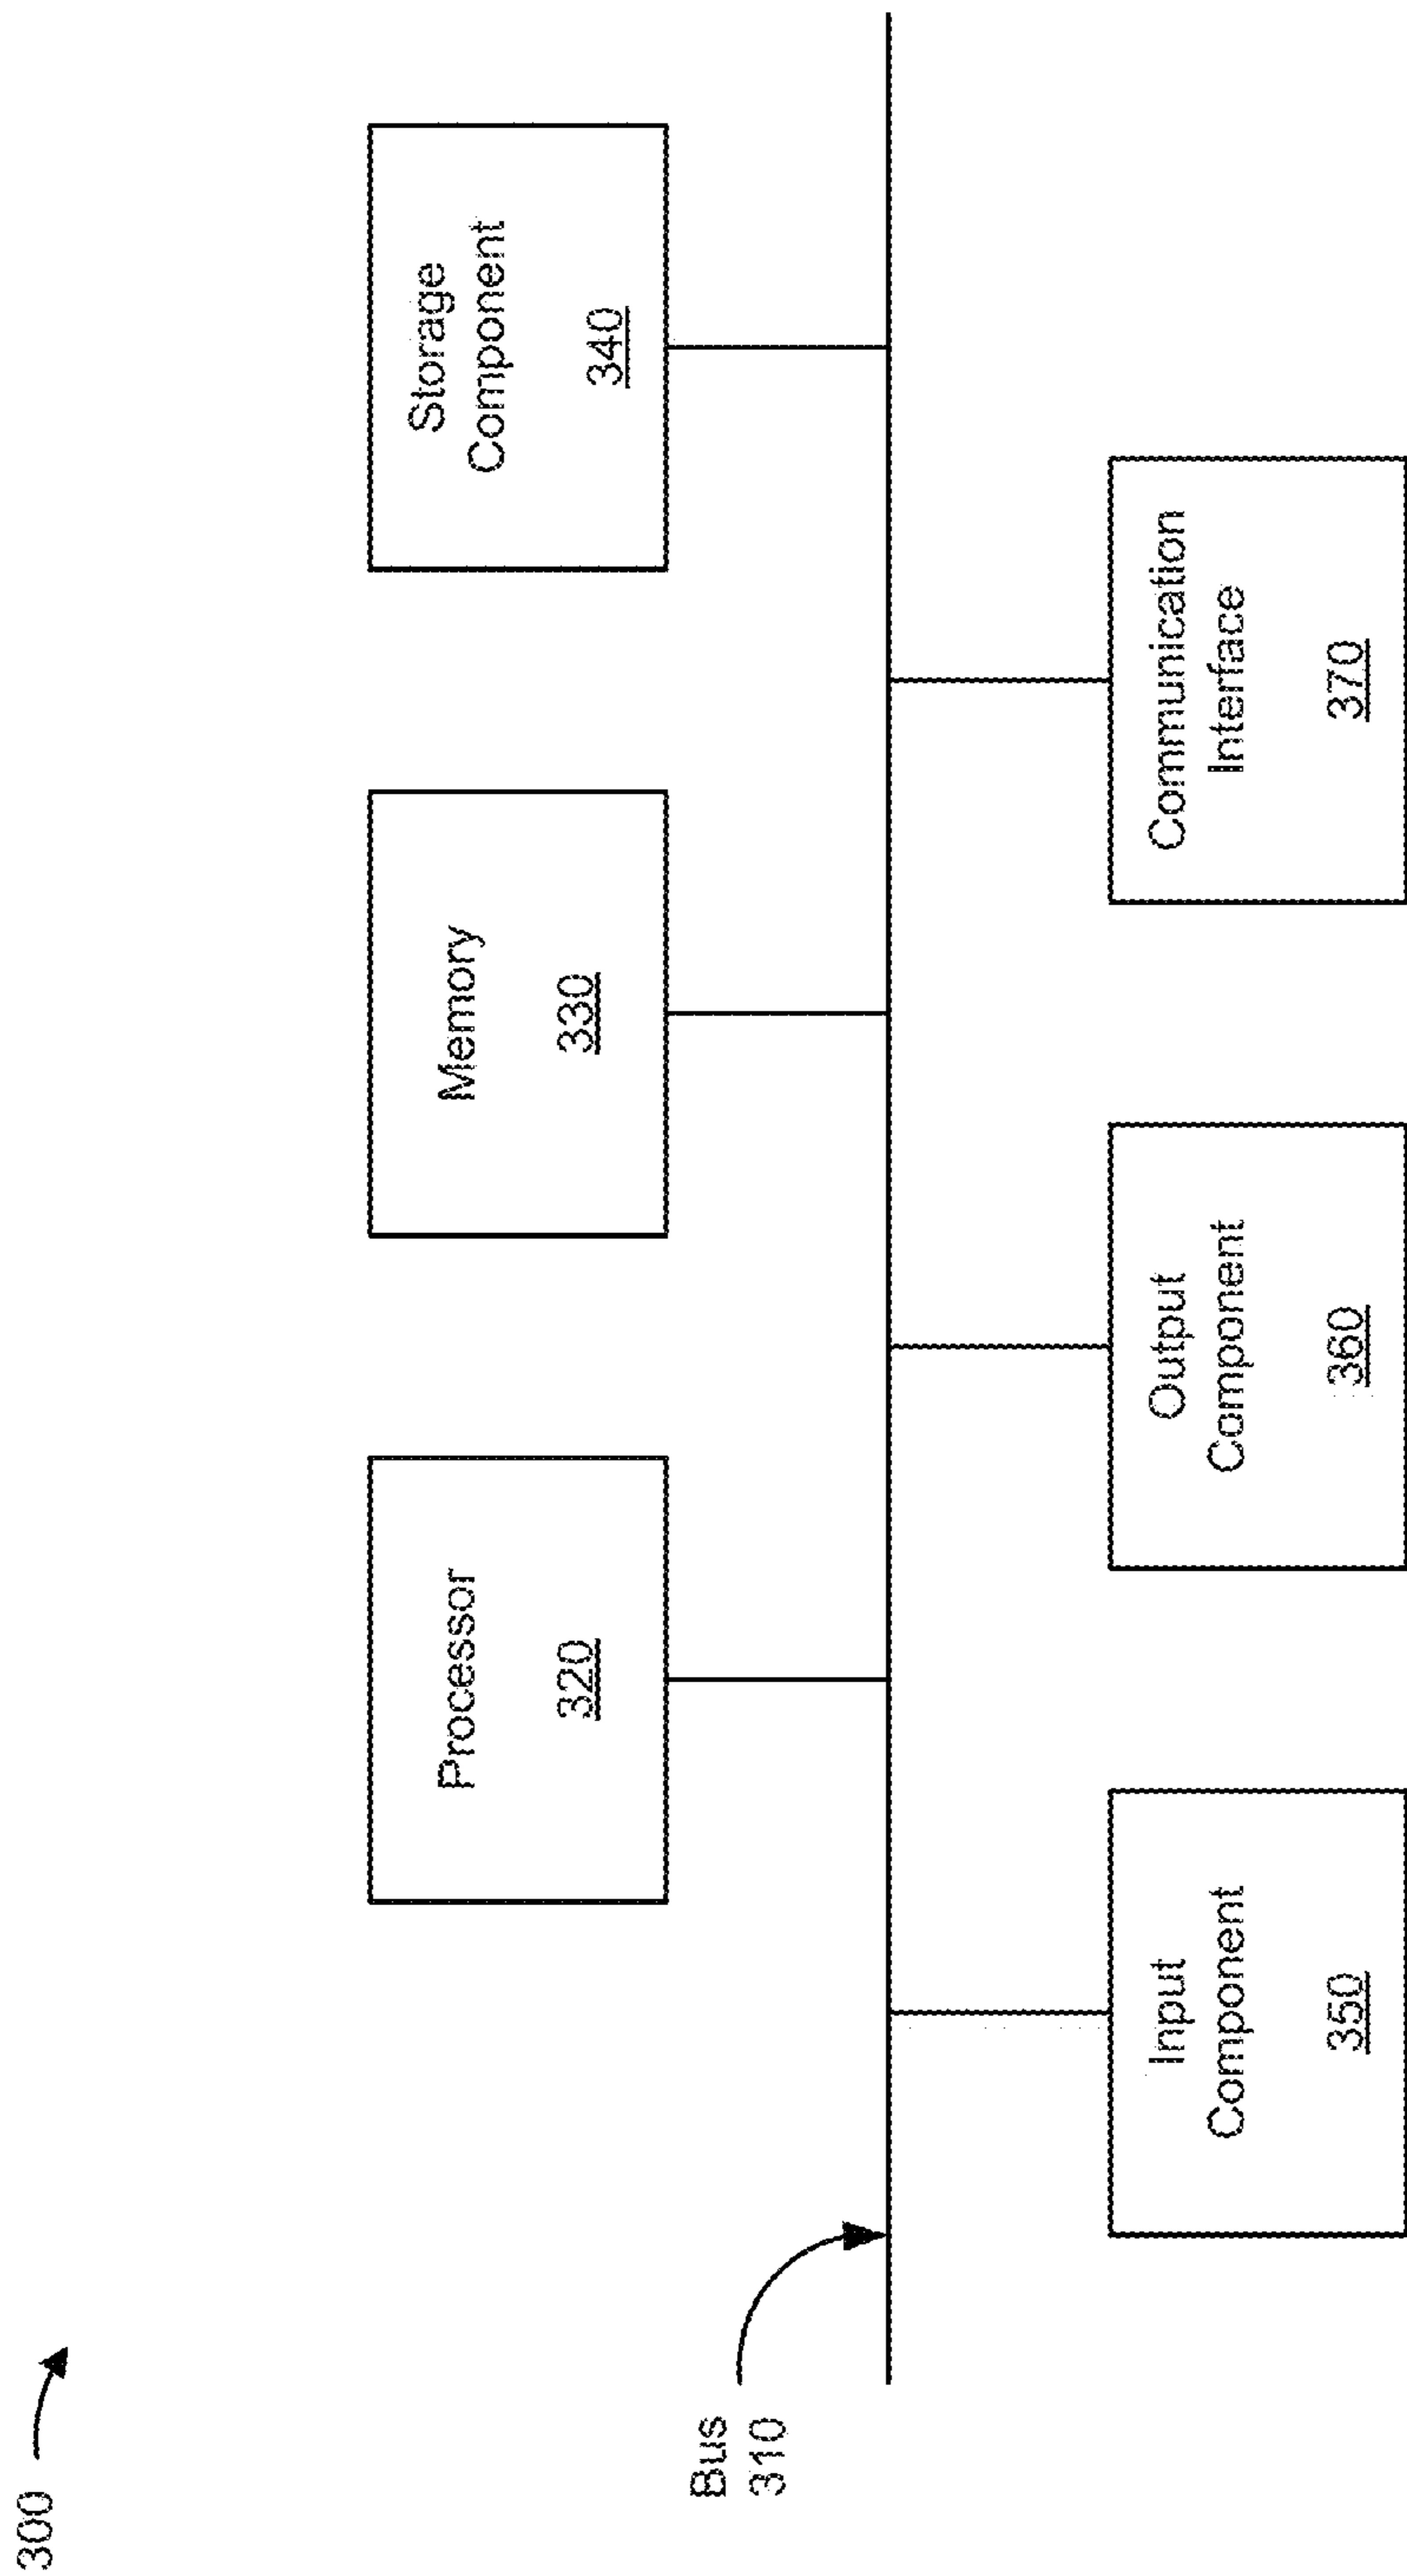 300
Processor
320
Memory
330
Storage
Component
340
Bus
310
Input
Component
350
Output
Component
360
Communication
Interface
370